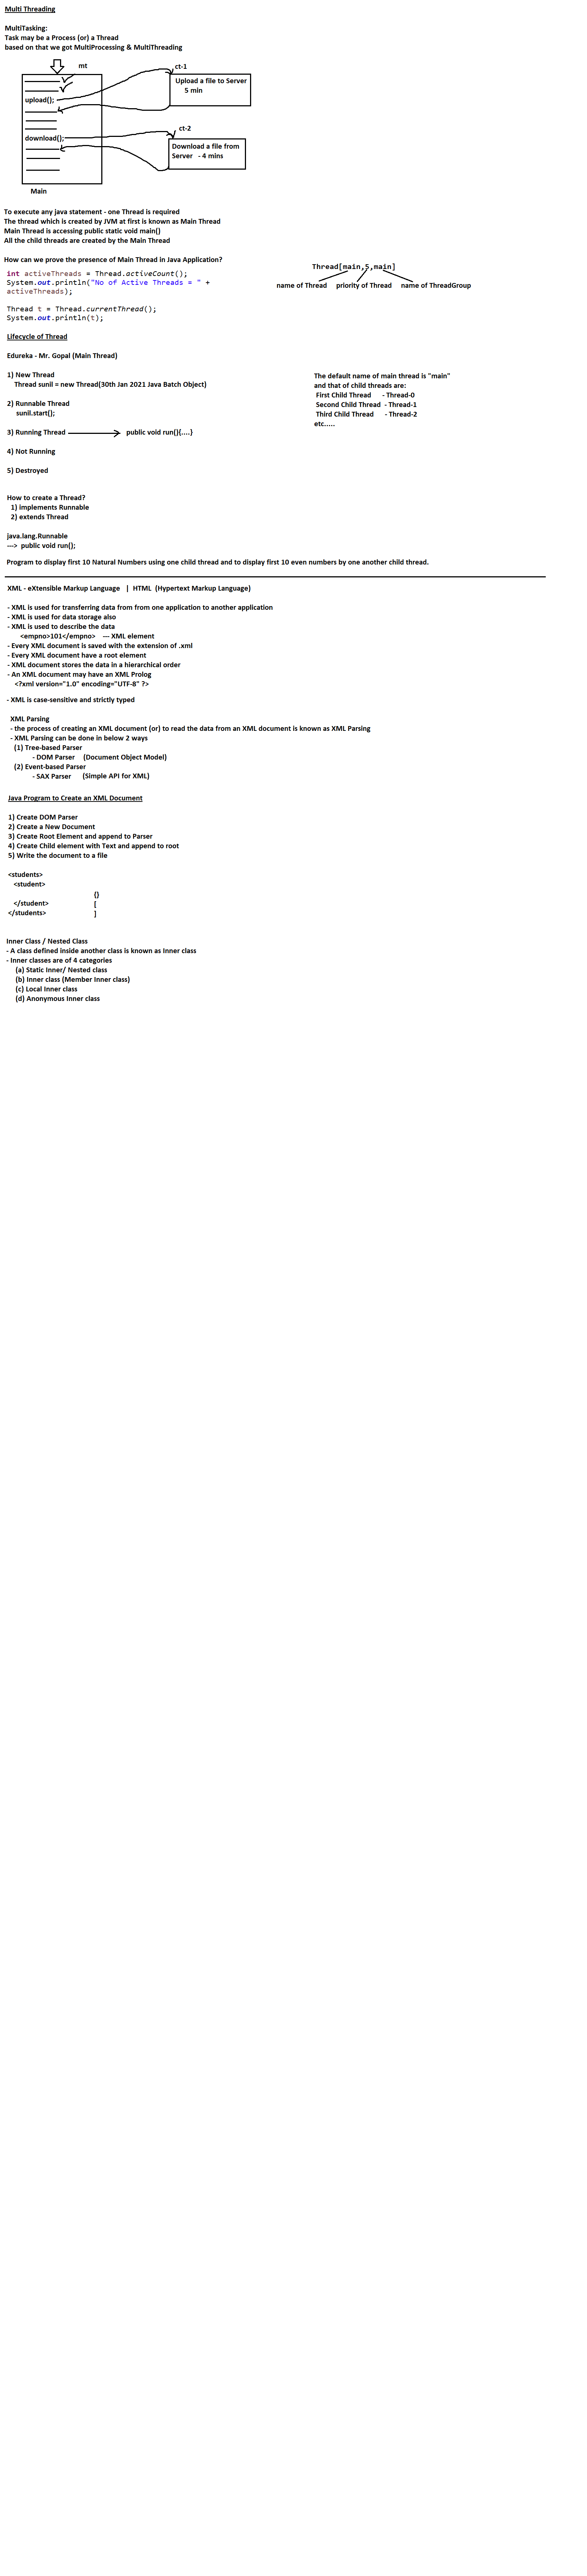 Multi Threading
MultiTasking:
Task may be a Process (or) a Thread
based on that we got MultiProcessing & MultiThreading
mt
ct-1
Upload a file to Server
5 min
upload();
ct-2
download();
Download a file from
Server - 4 mins
Main
To execute any java statement - one Thread is required
The thread which is created by JVM at first is known as Main Thread
Main Thread is accessing public static void main()
All the child threads are created by the Main Thread
How can we prove the presence of Main Thread in Java Application?
int activeThreads = Thread.activeCount();
System.out.println("No of Active Threads = " +
activeThreads);
Thread t = Thread.currentThread();
System.out.println(t);
Thread[main,5,main]
name of Thread priority of Thread name of ThreadGroup
Lifecycle of Thread
Edureka - Mr. Gopal (Main Thread)
1) New Thread
Thread sunil = new Thread(30th Jan 2021 Java Batch Object)
2) Runnable Thread
sunil.start();
3) Running Thread public void run(){....}
4) Not Running
5) Destroyed
The default name of main thread is "main"
and that of child threads are:
First Child Thread - Thread-0
Second Child Thread - Thread-1
Third Child Thread - Thread-2
etc.....
How to create a Thread?
1) implements Runnable
2) extends Thread
java.lang.Runnable
---> public void run();
Program to display first 10 Natural Numbers using one child thread and to display first 10 even numbers by one another child thread.
XML - eXtensible Markup Language | HTML (Hypertext Markup Language)
- XML is used for transferring data from from one application to another application
- XML is used for data storage also
- XML is used to describe the data
<empno>101</empno> --- XML element
- Every XML document is saved with the extension of .xml
- Every XML document have a root element
- XML document stores the data in a hierarchical order
- An XML document may have an XML Prolog
<?xml version="1.0" encoding="UTF-8" ?>
- XML is case-sensitive and strictly typed
XML Parsing
- the process of creating an XML document (or) to read the data from an XML document is known as XML Parsing
- XML Parsing can be done in below 2 ways
(1) Tree-based Parser
- DOM Parser (Document Object Model)
(2) Event-based Parser
- SAX Parser (Simple API for XML)
Java Program to Create an XML Document
1) Create DOM Parser
2) Create a New Document
3) Create Root Element and append to Parser
4) Create Child element with Text and append to root
5) Write the document to a file
<students>
<student>
{}
</student> [
</students> ]
Inner Class / Nested Class
- A class defined inside another class is known as Inner class
- Inner classes are of 4 categories
(a) Static Inner/ Nested class
(b) Inner class (Member Inner class)
(c) Local Inner class
(d) Anonymous Inner class